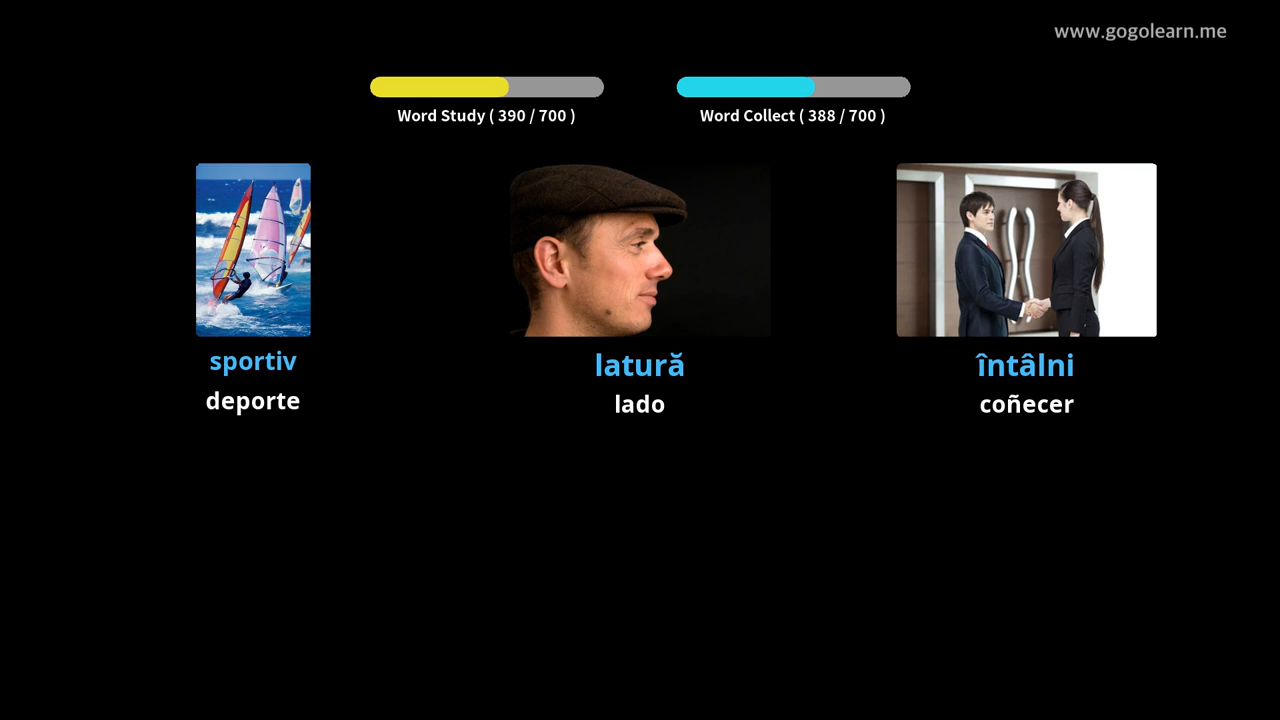 www.gogolearn.me
Word Study ( 390 / 700 )
Word Collect ( 388 / 700 )
sportiv
latură
întâlni
deporte
lado
coñecer